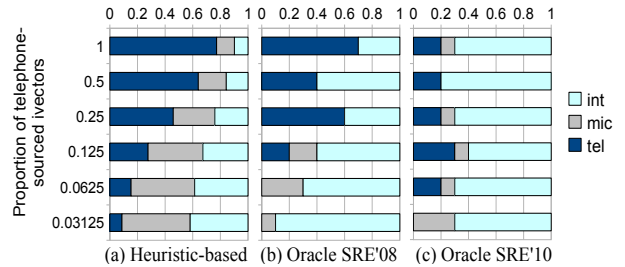 0 0.2 0.4 0.6 0.8 1 0 0.2 0.4 0.6 0.8 1 0 0.2 0.4 0.6 0.8 1
Proportion of telephone-
sourced ivectors
1
0.5
0.25
0.125
0.0625
0.03125
int
mic
tel
(a) Heuristic-based (b) Oracle SRE'08 (c) Oracle SRE'10